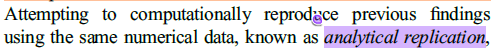 Attempting to computationally reproduce previous findings
using the same numerical data, known as analytical replication,